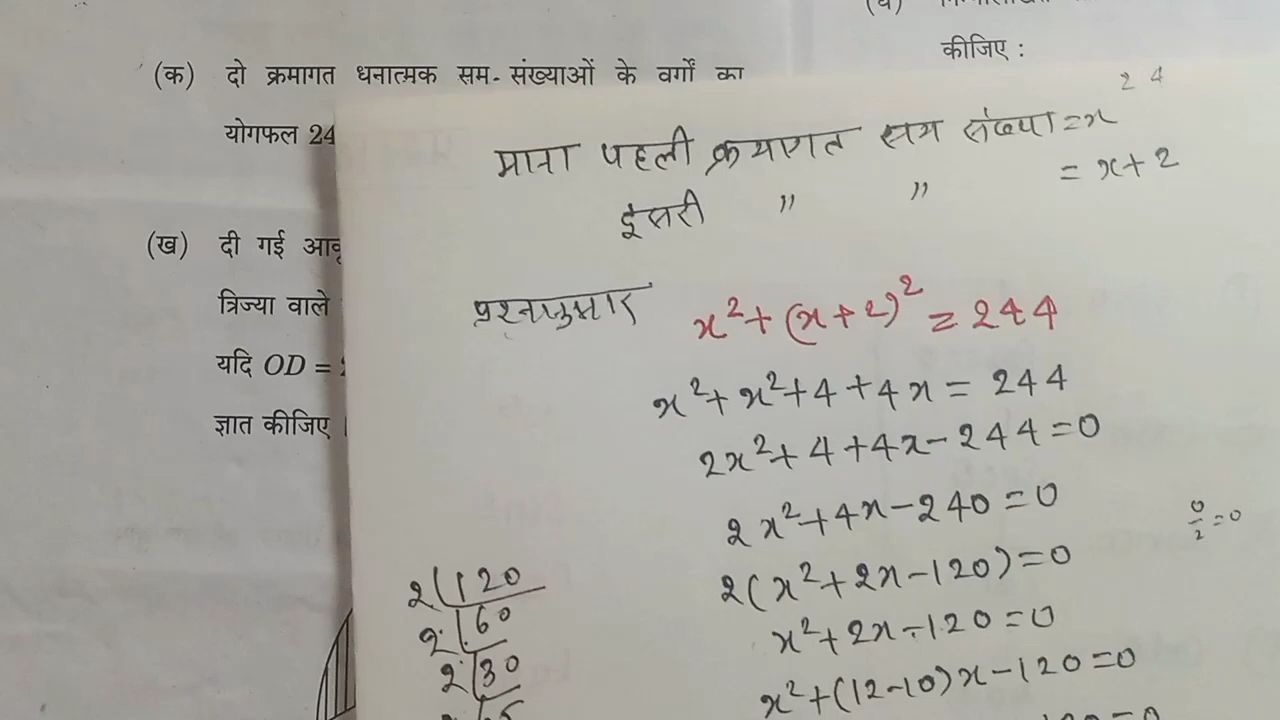 कीजिए :
(क) दो क्रमागत धनात्मक सम- संख्याओं के वर्गों का
योगफल 24
(ख) दी गई
त्रिज्या वाले
यदि OD =
ज्ञात कीजिए ।
2 4
माना पहली क्रमागत सम संख्या = x
दूसरी " " = x + 2
प्रश्नानुसार x² + (x + 2)² = 244
x² + x² + 4 + 4x = 244
2x² + 4 + 4x - 244 = 0
2x² + 4x - 240 = 0
0/2 = 0
2(x² + 2x - 120) = 0
x² + 2x - 120 = 0
x² + (12-10)x - 120 = 0
2 | 120
2 | 60
2 | 30